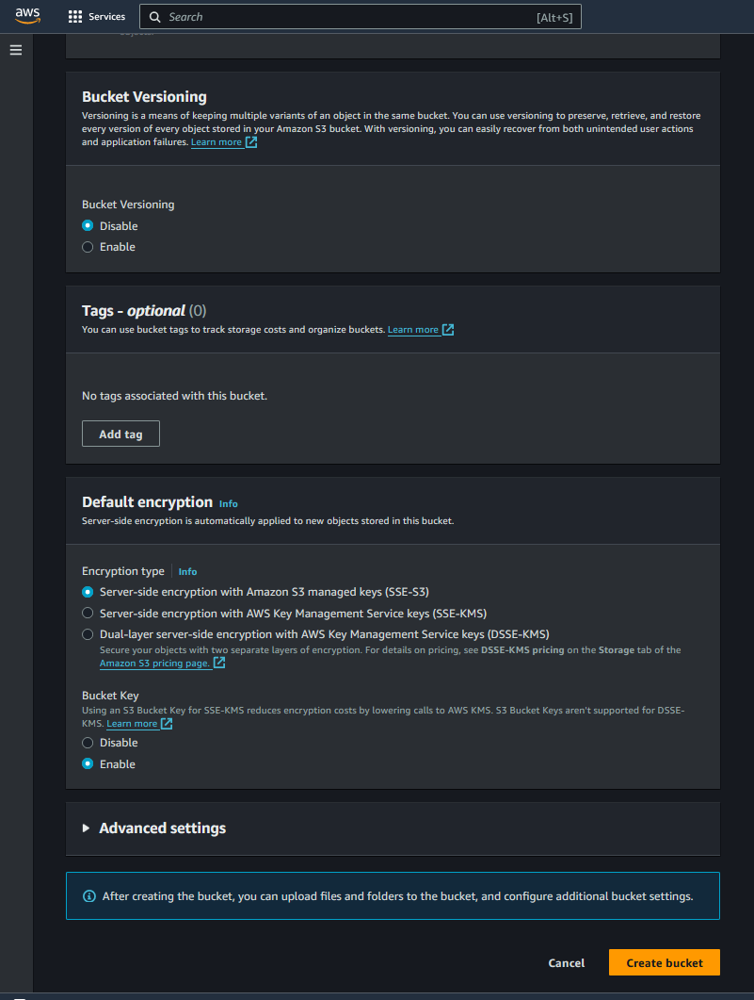 aws
Services
Search
[Alt+S]
Bucket Versioning
Versioning is a means of keeping multiple variants of an object in the same bucket. You can use versioning to preserve, retrieve, and restore
every version of every object stored in your Amazon S3 bucket. With versioning, you can easily recover from both unintended user actions
and application failures. Learn more
Bucket Versioning
Disable
Enable
Tags - optional (0)
You can use bucket tags to track storage costs and organize buckets. Learn more
No tags associated with this bucket.
Add tag
Default encryption Info
Server-side encryption is automatically applied to new objects stored in this bucket.
Encryption type Info
Server-side encryption with Amazon S3 managed keys (SSE-S3)
Server-side encryption with AWS Key Management Service keys (SSE-KMS)
Dual-layer server-side encryption with AWS Key Management Service keys (DSSE-KMS)
Secure your objects with two separate layers of encryption. For details on pricing, see DSSE-KMS pricing on the Storage tab of the
Amazon S3 pricing page.
Bucket Key
Using an S3 Bucket Key for SSE-KMS reduces encryption costs by lowering calls to AWS KMS. S3 Bucket Keys aren't supported for DSSE-
KMS. Learn more
Disable
Enable
Advanced settings
After creating the bucket, you can upload files and folders to the bucket, and configure additional bucket settings.
Cancel
Create bucket